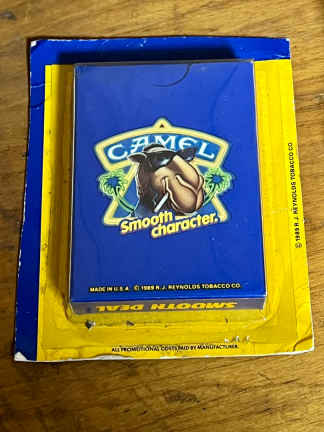 CAMEL
Smooth
character.
MADE IN U.S.A. © 1989 R.J. REYNOLDS TOBACCO CO.
SMOOTH DEAL
ALL PROMOTIONAL COSTS PAID BY MANUFACTURER.
© 1989 R.J. REYNOLDS TOBACCO CO.